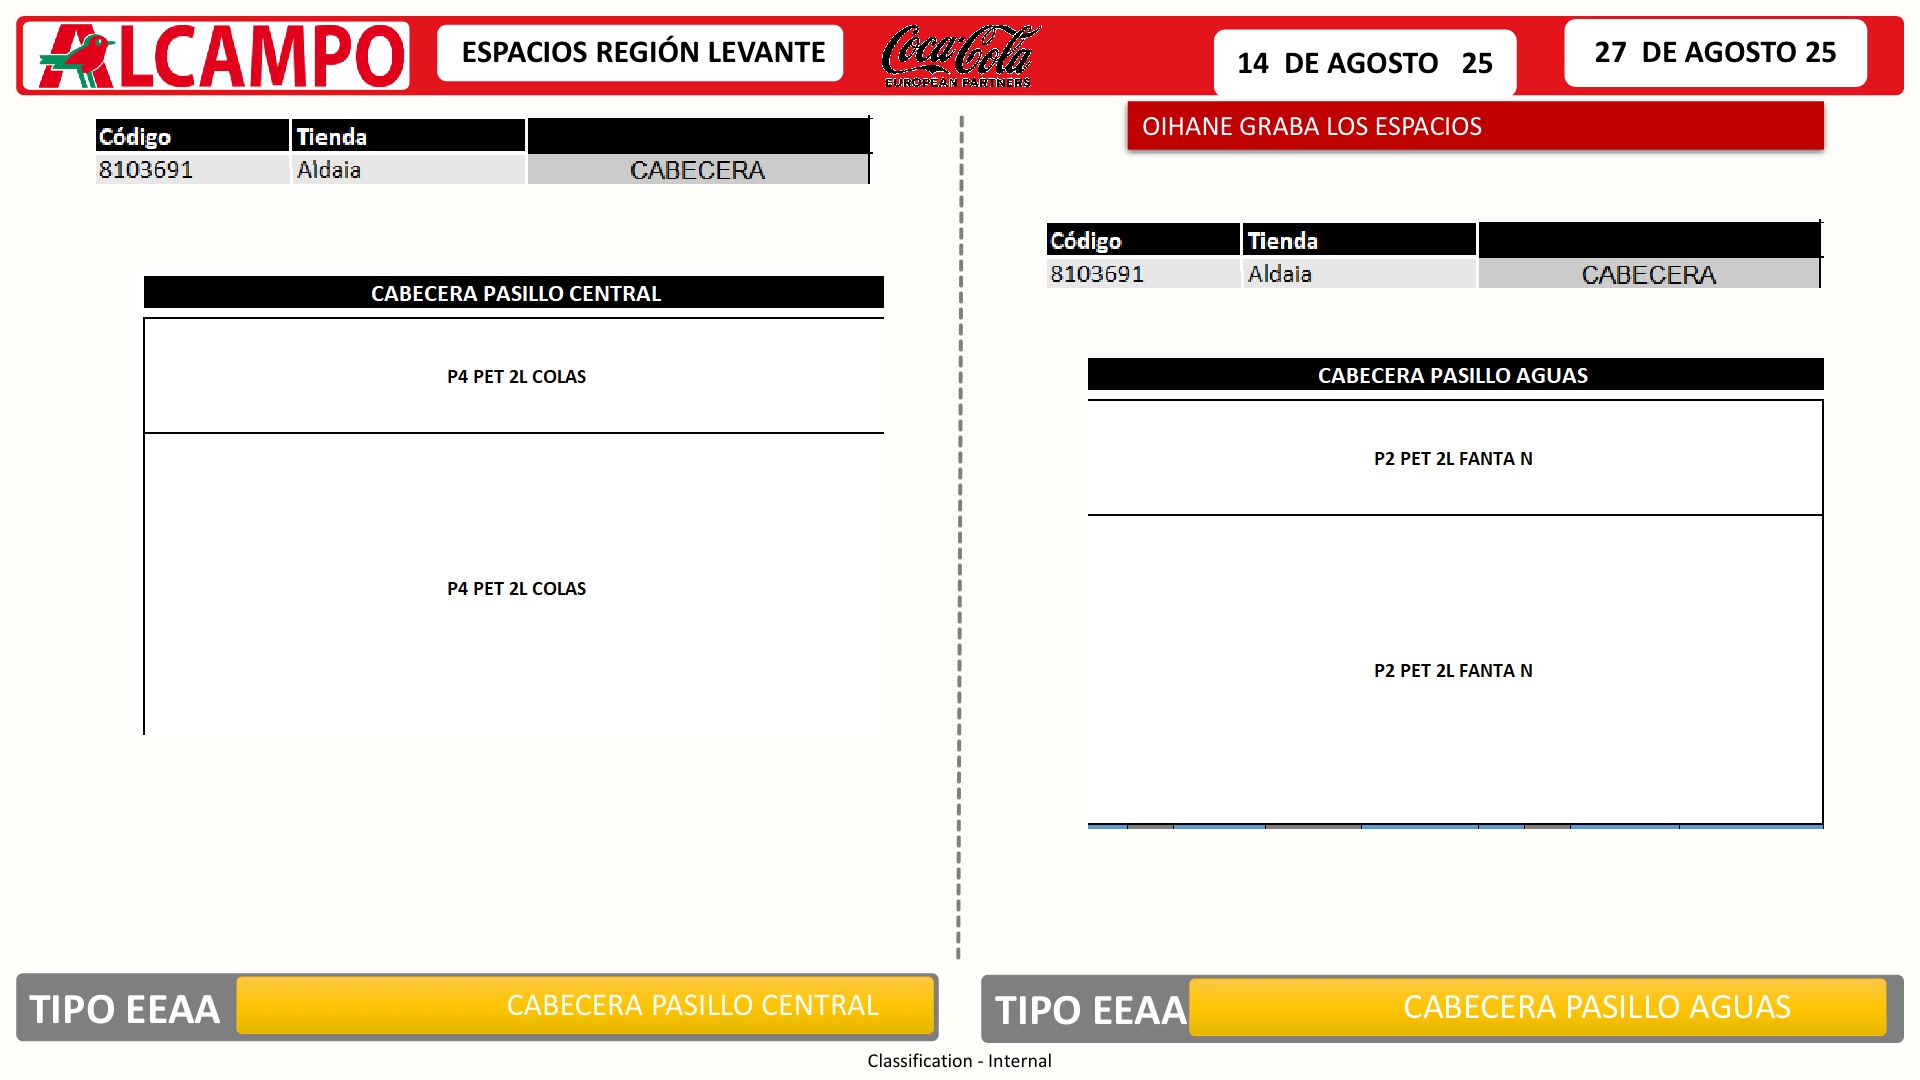 ALCAMPO
ESPACIOS REGIÓN LEVANTE
Coca-Cola
EUROPEAN PARTNERS
14 DE AGOSTO 25
27 DE AGOSTO 25
Código Tienda
8103691 Aldaia CABECERA
CABECERA PASILLO CENTRAL
P4 PET 2L COLAS
P4 PET 2L COLAS
TIPO EEAA CABECERA PASILLO CENTRAL
OIHANE GRABA LOS ESPACIOS
Código Tienda
8103691 Aldaia CABECERA
CABECERA PASILLO AGUAS
P2 PET 2L FANTA N
P2 PET 2L FANTA N
TIPO EEAA CABECERA PASILLO AGUAS
Classification - Internal